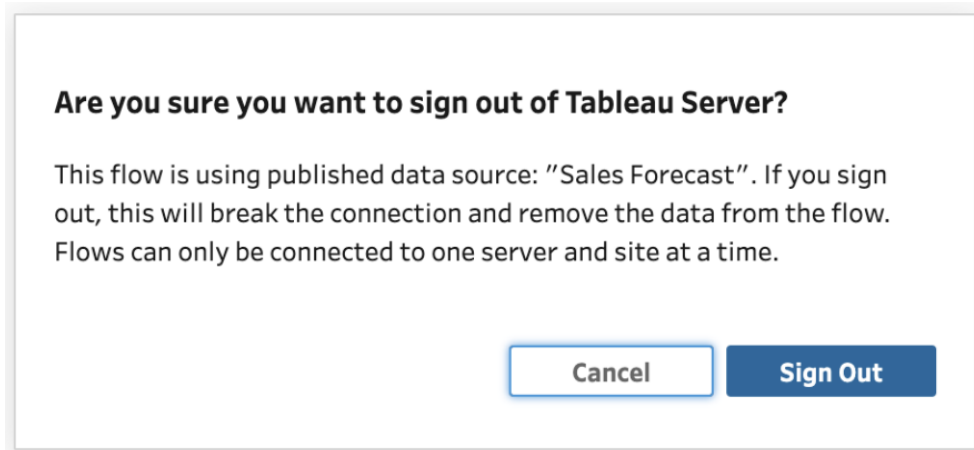 Are you sure you want to sign out of Tableau Server?
This flow is using published data source: "Sales Forecast". If you sign
out, this will break the connection and remove the data from the flow.
Flows can only be connected to one server and site at a time.
Cancel Sign Out